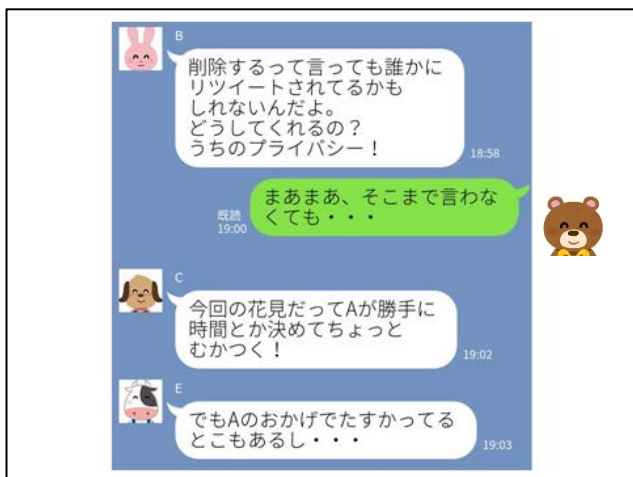 B
削除するって言っても誰かに
リツイートされてるかも
しれないんだよ。
どうしてくれるの？
うちのプライバシー！
18:58
まあまあ、そこまで言わな
くても・・・
既読
19:00
C
今回の花見だってAが勝手に
時間とか決めてちょっと
むかつく！
19:02
E
でもAのおかげでたすかってる
とこもあるし・・・
19:03